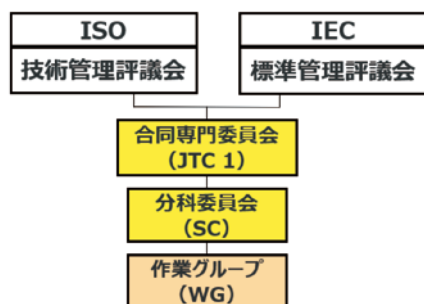 ISO
技術管理評議会
IEC
標準管理評議会
合同専門委員会
(JTC 1)
分科委員会
(SC)
作業グループ
(WG)